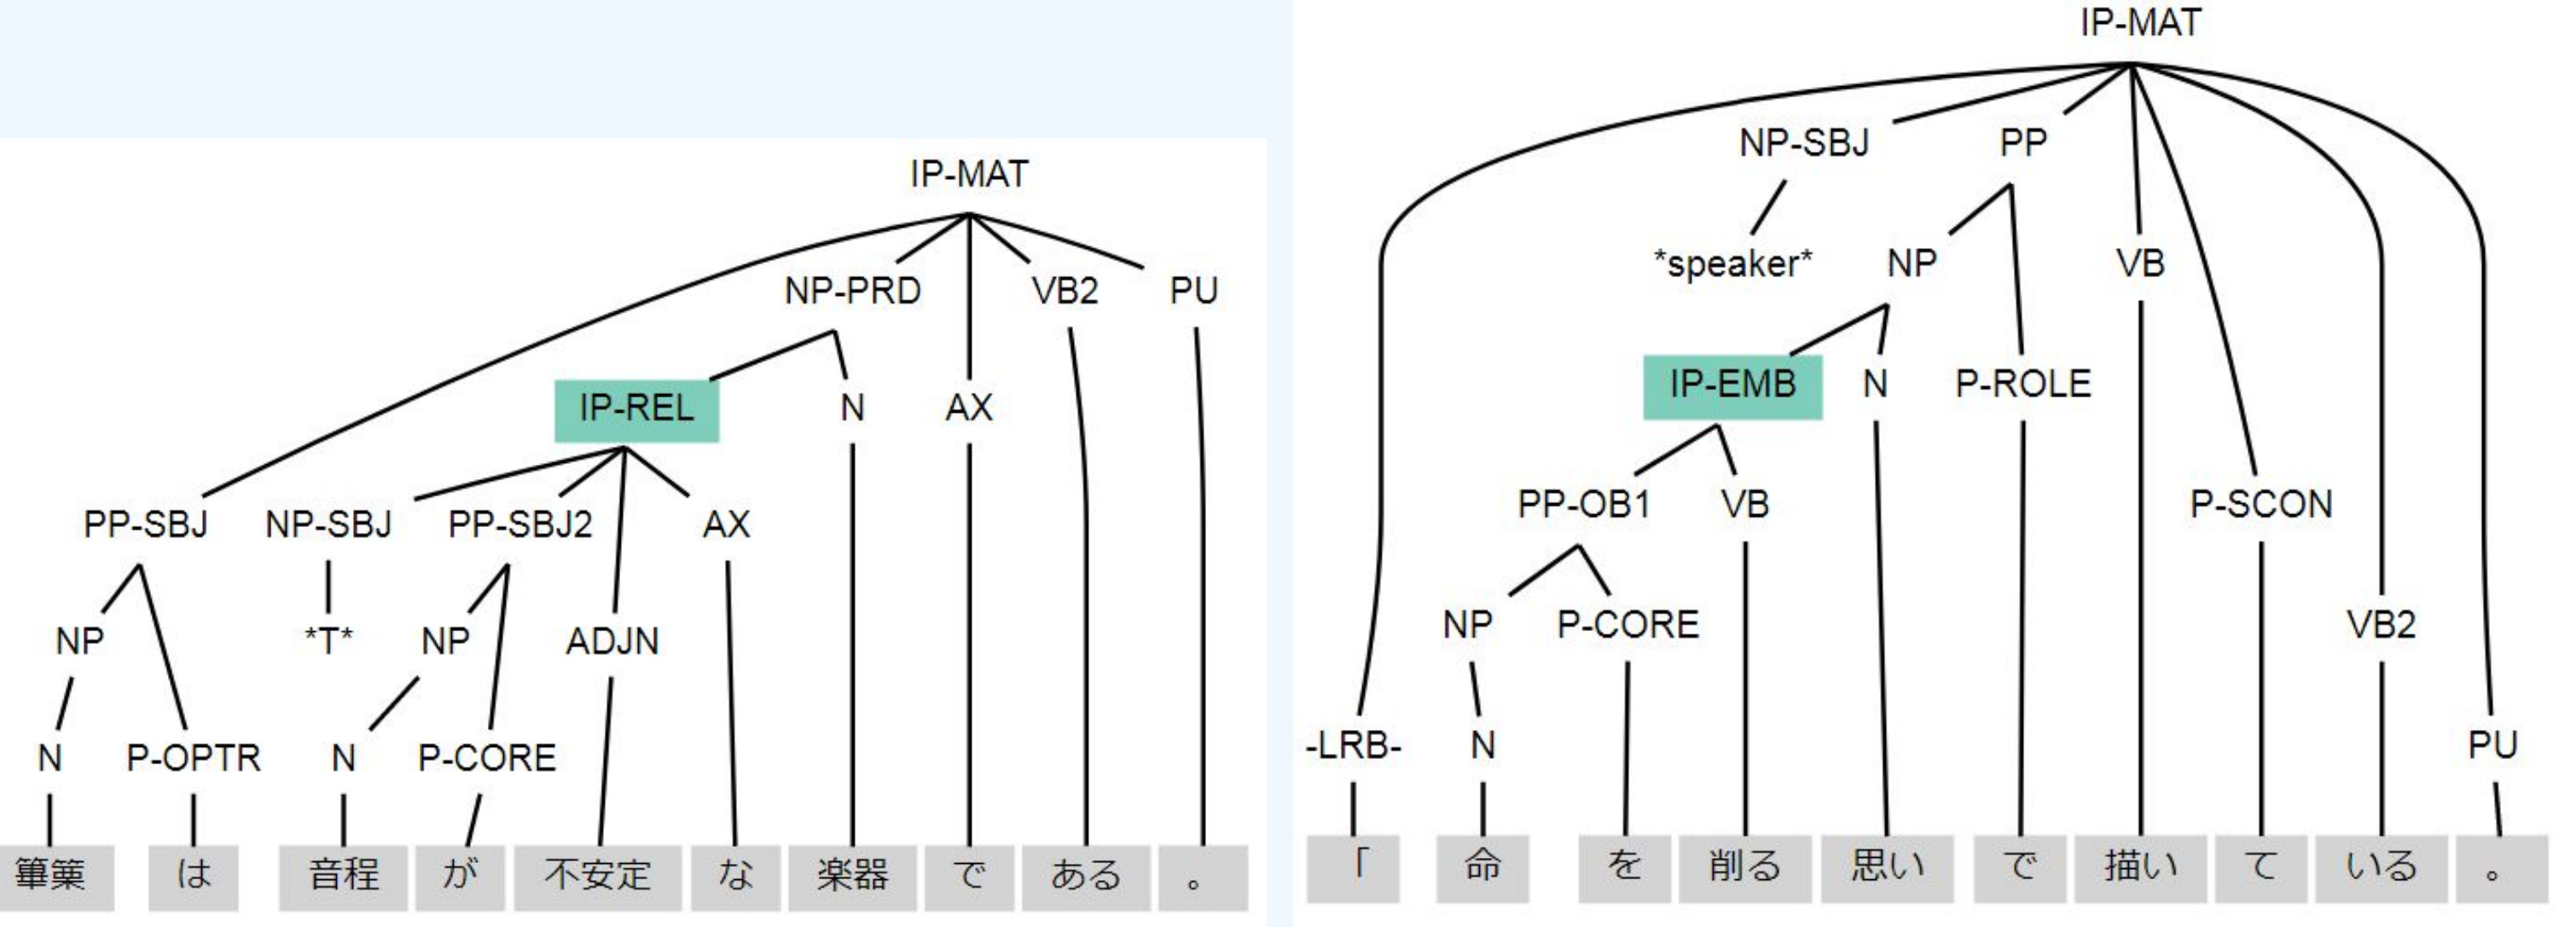 IP-MAT
NP-PRD VB2 PU
IP-REL N AX
PP-SBJ NP-SBJ PP-SBJ2 AX
NP *T* NP ADJN
N P-OPTR N P-CORE
篳篥 は 音程 が 不安定 な 楽器 で ある 。
IP-MAT
NP-SBJ PP
*speaker* NP VB
IP-EMB N P-ROLE
PP-OB1 VB P-SCON
NP P-CORE VB2
-LRB- N PU
「 命 を 削る 思い で 描い て いる 。